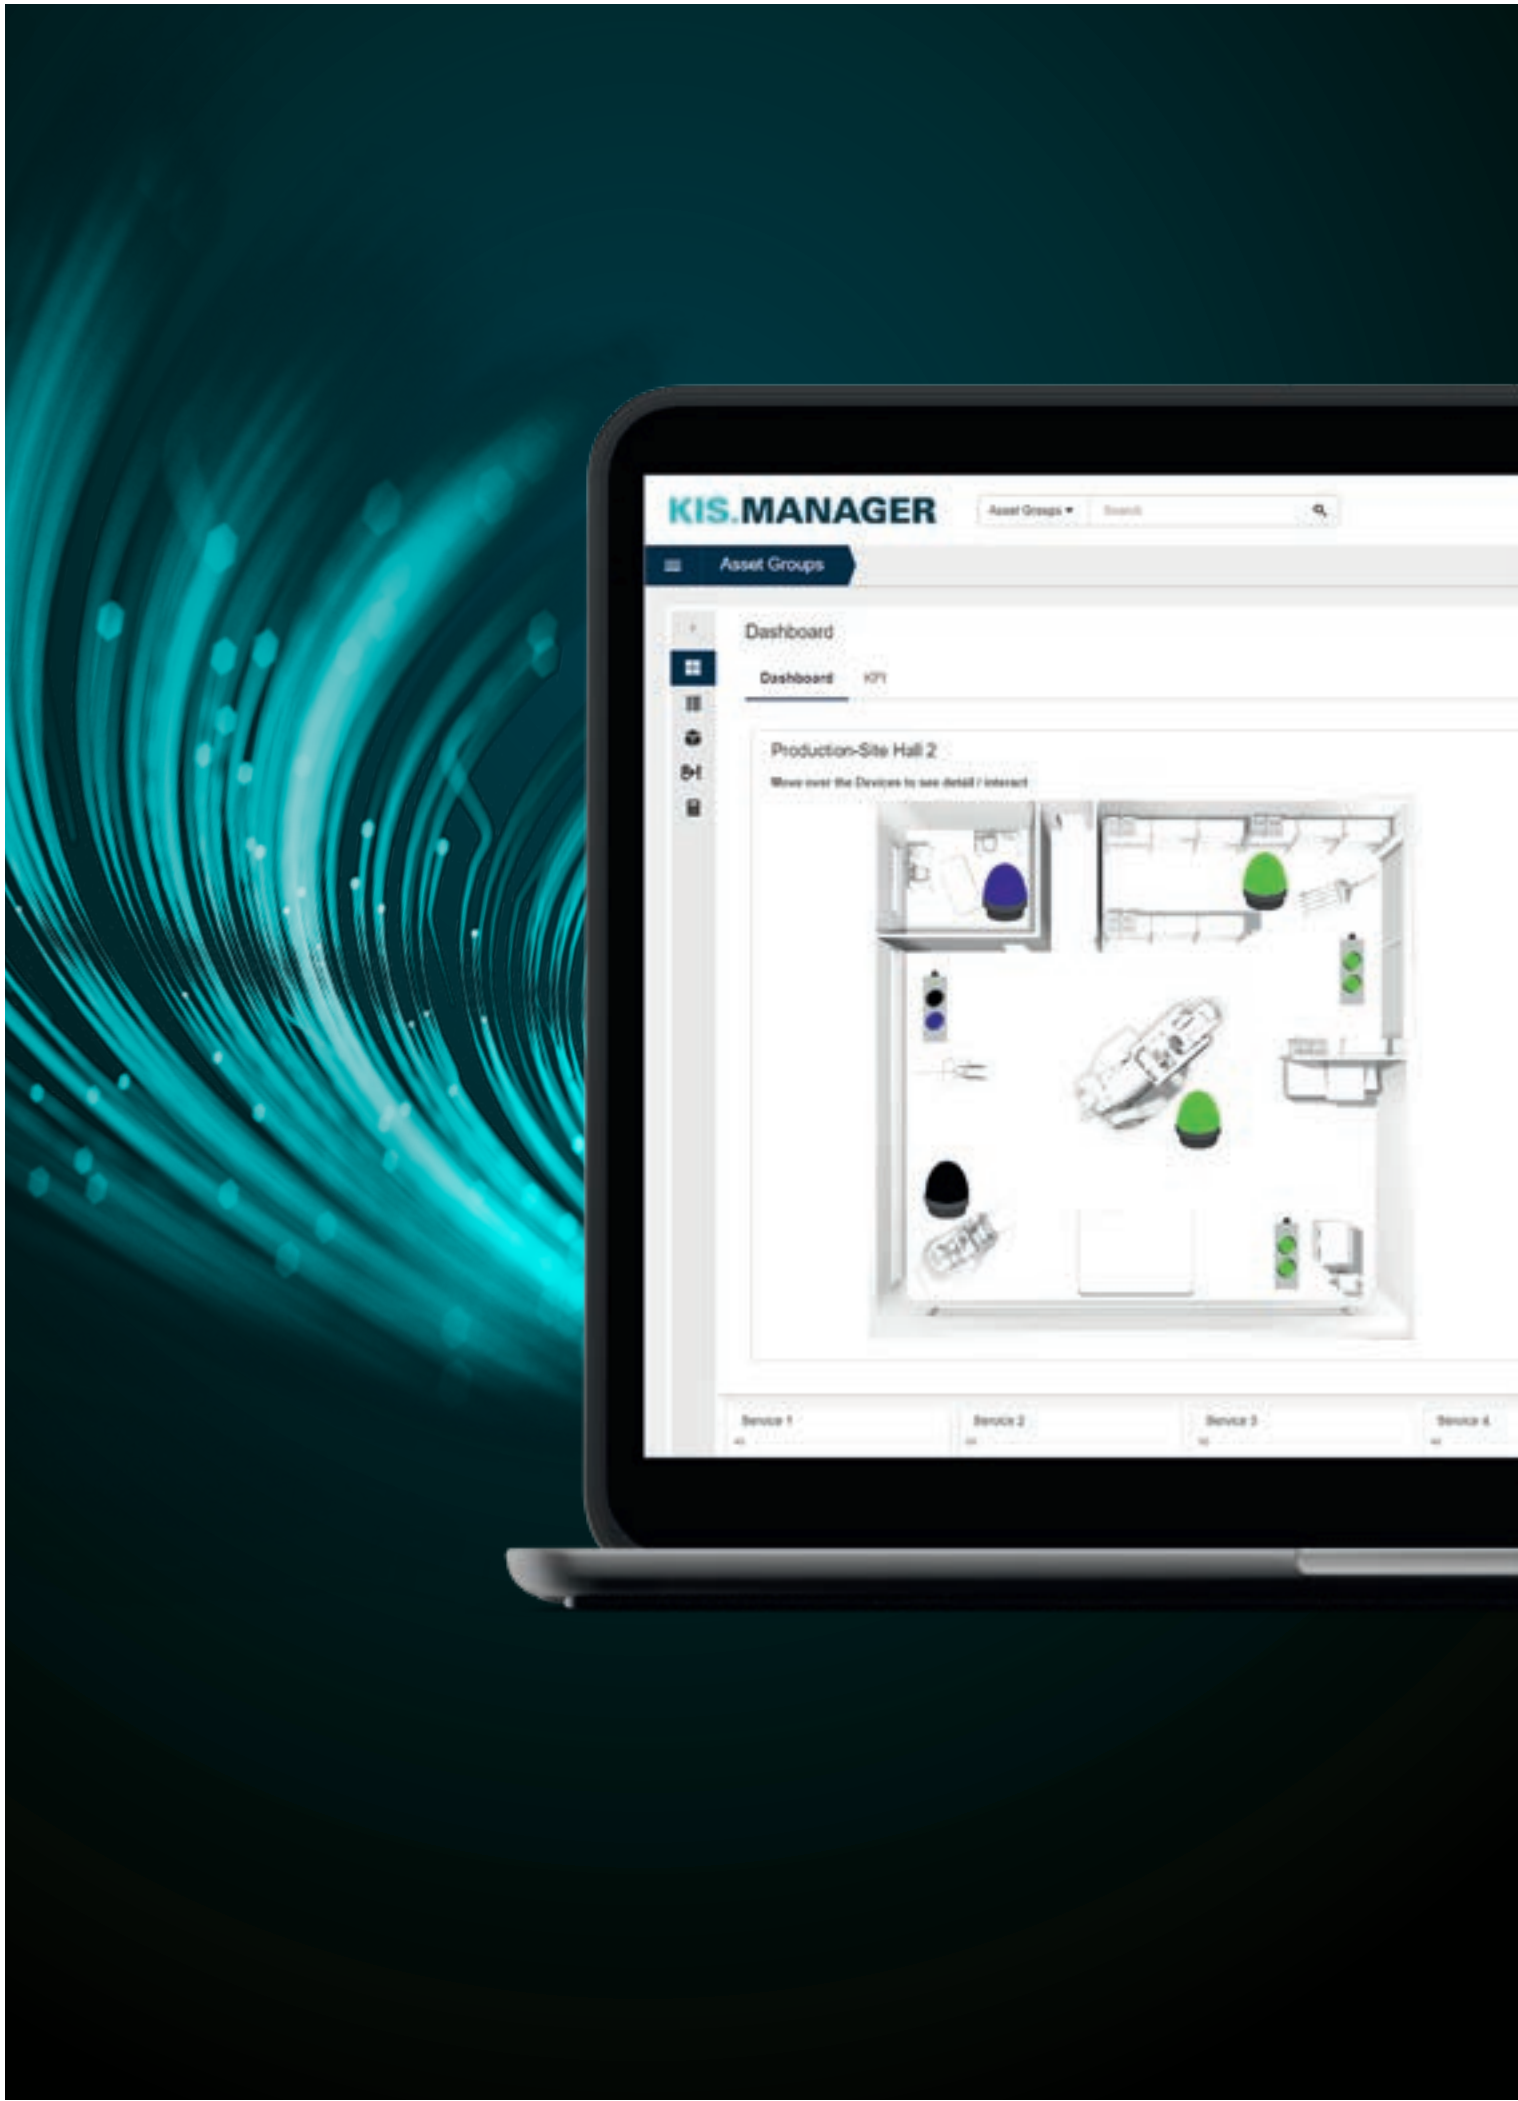 KIS.MANAGER
Asset Groups
Search
Asset Groups
Dashboard
Dashboard
KPI
Production-Site Hall 2
Move over the Devices to see detail / interact
Service 1
Service 2
Service 3
Service 4